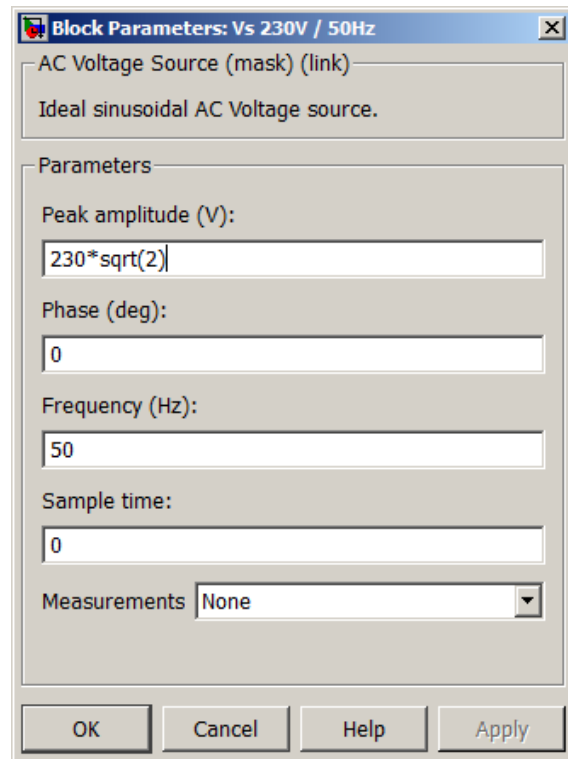 Block Parameters: Vs 230V / 50Hz
AC Voltage Source (mask) (link)
Ideal sinusoidal AC Voltage source.
Parameters
Peak amplitude (V):
230*sqrt(2)
Phase (deg):
0
Frequency (Hz):
50
Sample time:
0
Measurements None
OK Cancel Help Apply